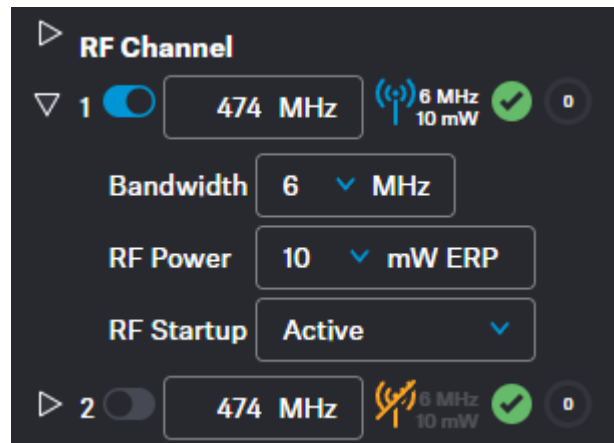 RF Channel
1 474 MHz 6 MHz 0
10 mW
Bandwidth 6 MHz
RF Power 10 mW ERP
RF Startup Active
2 474 MHz 6 MHz 0
10 mW